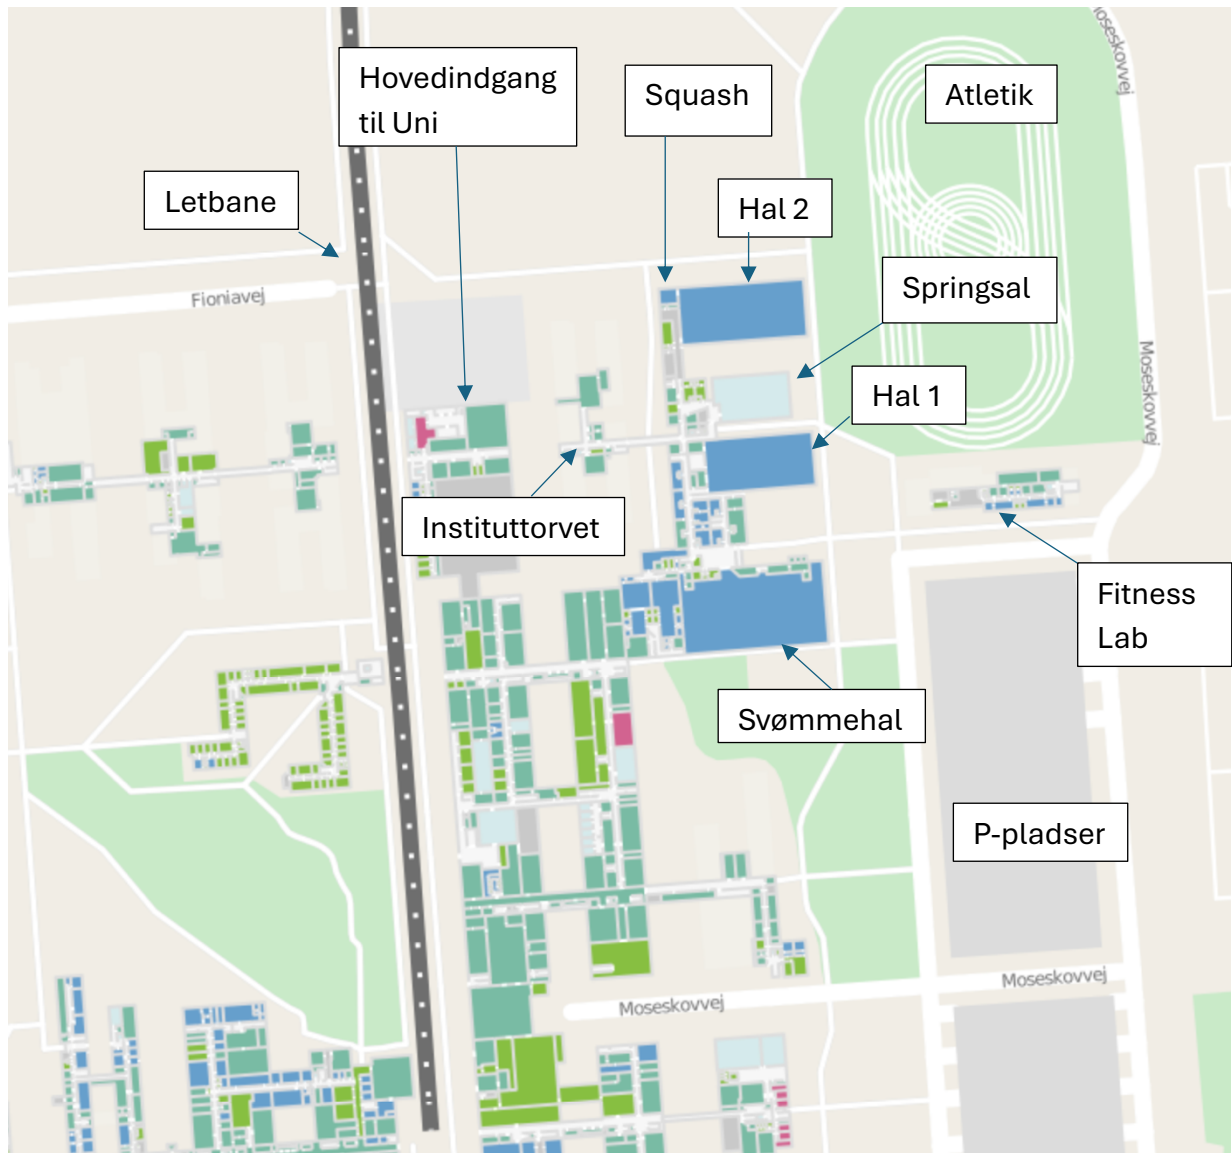 Moseskovvej
Hovedindgang
til Uni
Squash
Atletik
Letbane
Hal 2
Springsal
Fioniavej
Moseskovvej
Hal 1
Instituttorvet
Fitness
Lab
Svømmehal
P-pladser
Moseskovvej
Moseskovvej